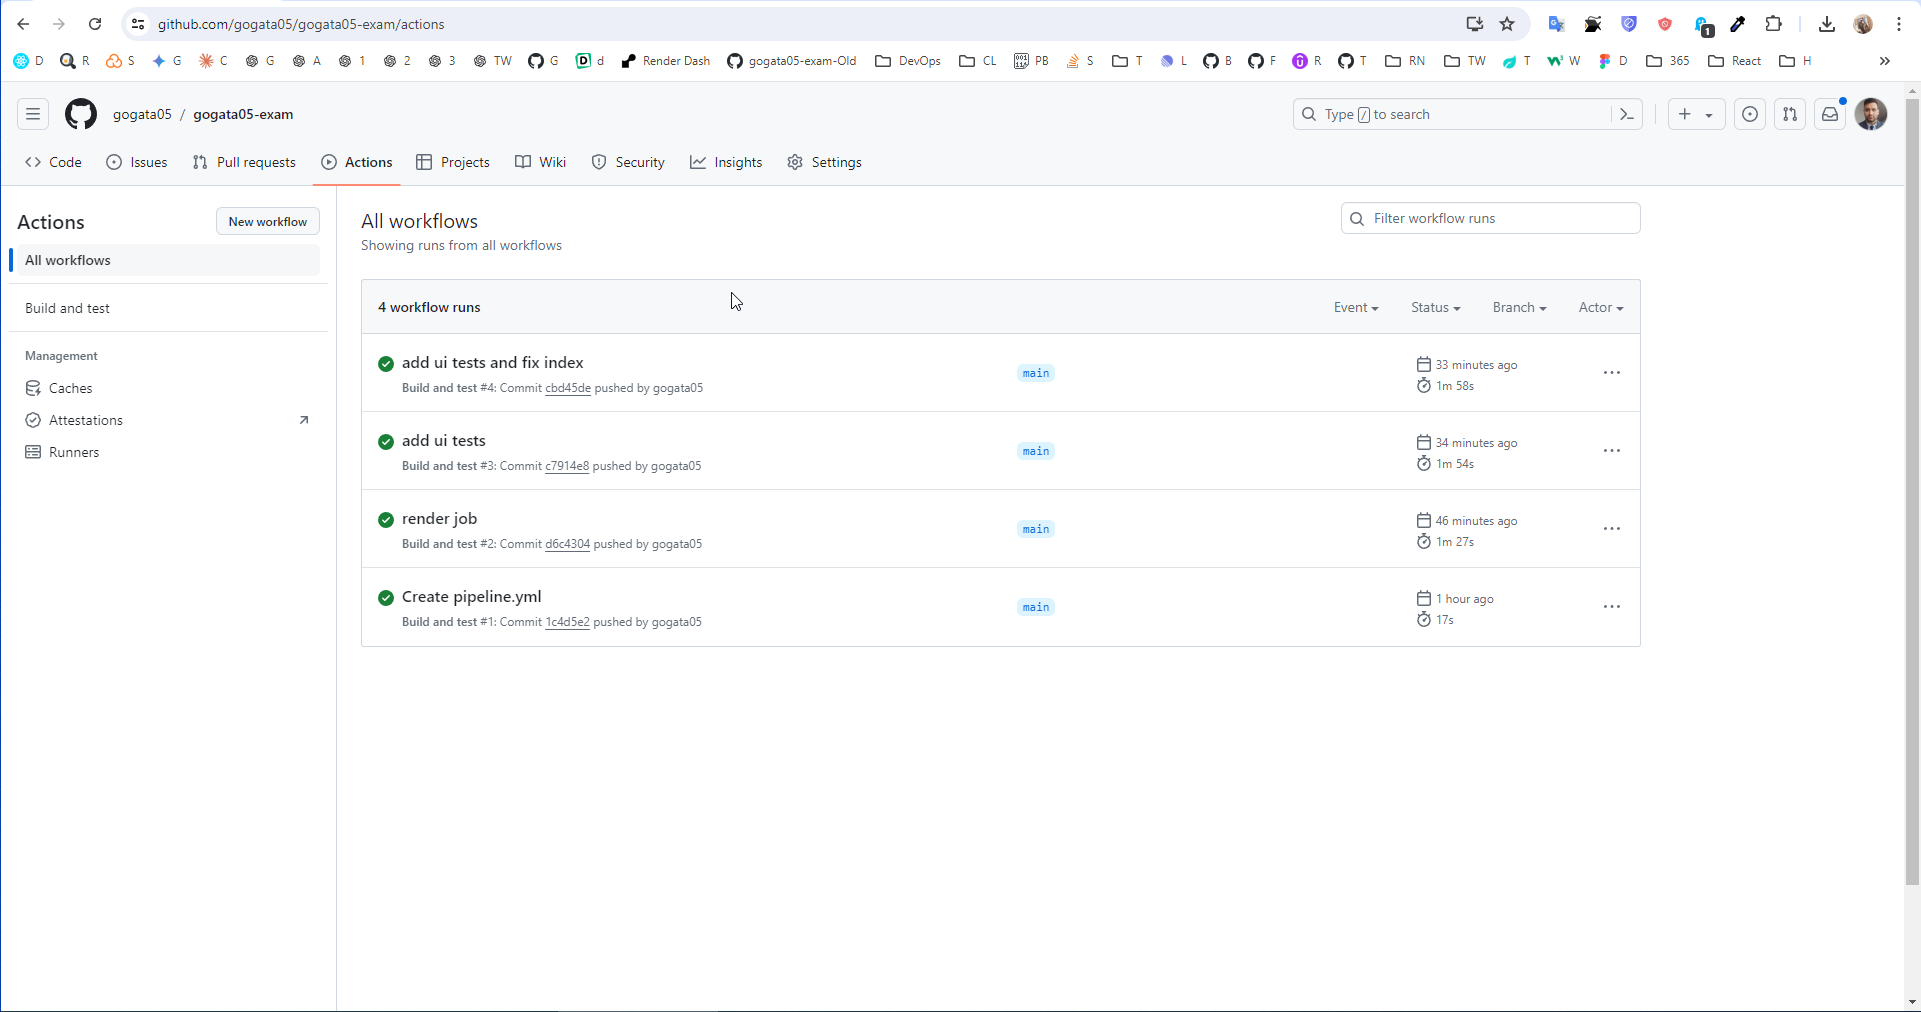 github.com/gogata05/gogata05-exam/actions
1
D R S G C G A 1 2 3 TW G d Render Dash gogata05-exam-Old DevOps CL PB S T L B F R T RN TW T W D 365 React H
gogata05 / gogata05-exam
Type / to search
Code Issues Pull requests Actions Projects Wiki Security Insights Settings
Actions
New workflow
All workflows
Build and test
Management
Caches
Attestations
Runners
All workflows
Showing runs from all workflows
Filter workflow runs
4 workflow runs
Event Status Branch Actor
add ui tests and fix index
Build and test #4: Commit cbd45de pushed by gogata05
main
33 minutes ago
1m 58s
add ui tests
Build and test #3: Commit c7914e8 pushed by gogata05
main
34 minutes ago
1m 54s
render job
Build and test #2: Commit d6c4304 pushed by gogata05
main
46 minutes ago
1m 27s
Create pipeline.yml
Build and test #1: Commit 1c4d5e2 pushed by gogata05
main
1 hour ago
17s